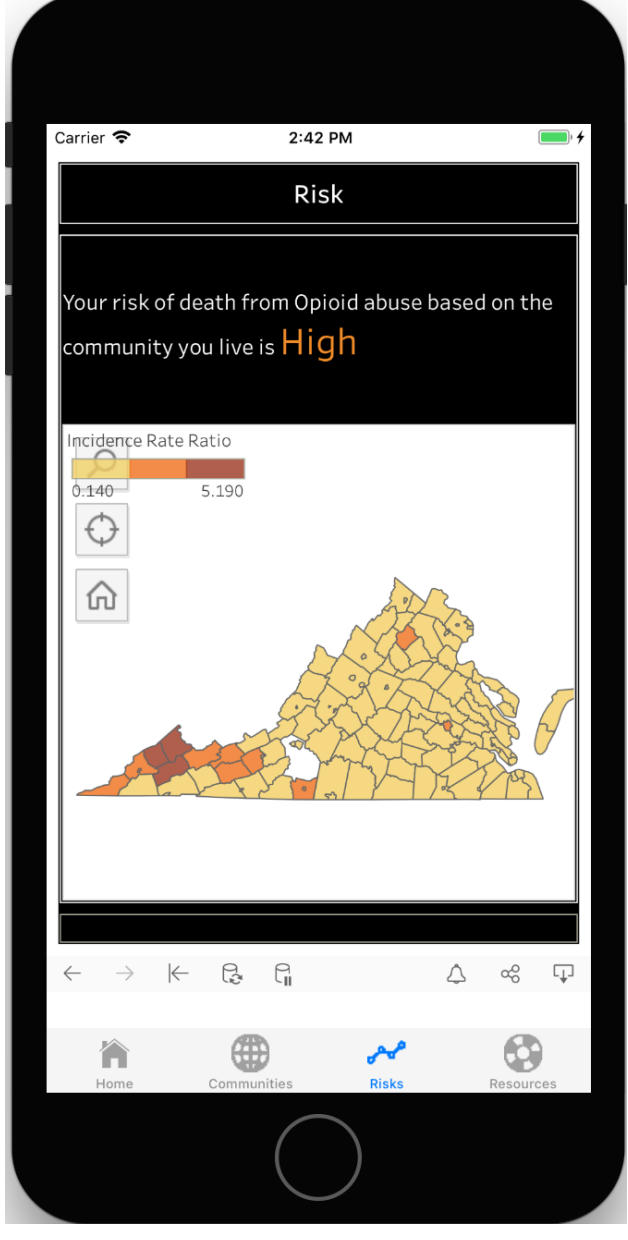 Carrier 2:42 PM
Risk
Your risk of death from Opioid abuse based on the
community you live is High
Incidence Rate Ratio
0.140 5.190
Home Communities Risks Resources